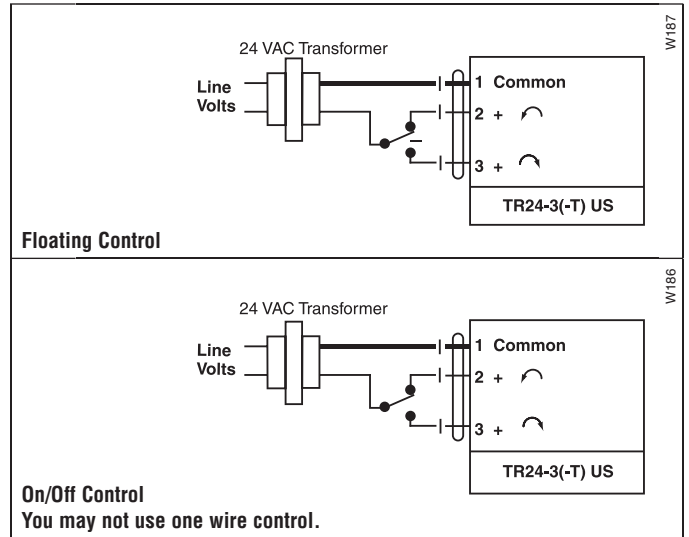 W187
24 VAC Transformer
Line
Volts
1 Common
2 +
3 +
TR24-3(-T) US
Floating Control
W186
24 VAC Transformer
Line
Volts
1 Common
2 +
3 +
TR24-3(-T) US
On/Off Control
You may not use one wire control.